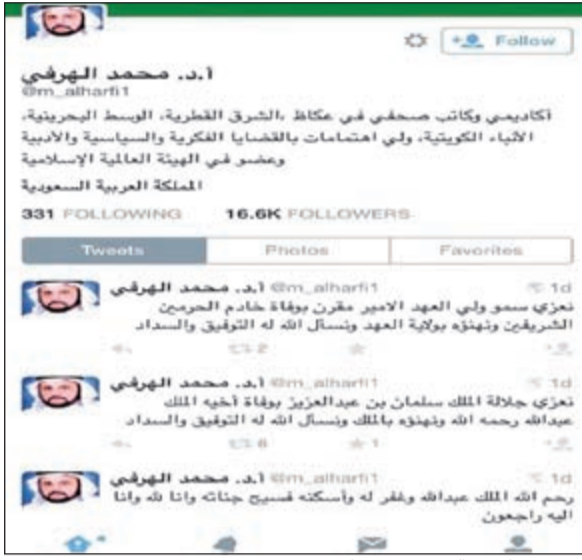 Follow
أ.د. محمد الهرفي
@m_alharfi1
أكاديمي وكاتب صحفي في عكاظ ،الشرق القطرية، الوسط البحرينية،
الأنباء الكويتية، ولي اهتمامات بالقضايا الفكرية والسياسية والأدبية
وعضو في الهيئة العالمية الإسلامية
المملكة العربية السعودية
331 FOLLOWING 16.6K FOLLOWERS
Tweets Photos Favorites
أ.د. محمد الهرفي @m_alharfi1 1d
نعزي سمو ولي العهد الامير مقرن بوفاة خادم الحرمين
الشريفين ونهنؤه بولاية العهد ونسأل الله له التوفيق والسداد
2
أ.د. محمد الهرفي @m_alharfi1 1d
نعزي جلالة الملك سلمان بن عبدالعزيز بوفاة أخيه الملك
عبدالله رحمه الله ونهنؤه بالملك ونسأل الله له التوفيق والسداد
6 1
أ.د. محمد الهرفي @m_alharfi1 1d
رحم الله الملك عبدالله وغفر له وأسكنه فسيح جناته وانا لله وانا
اليه راجعون